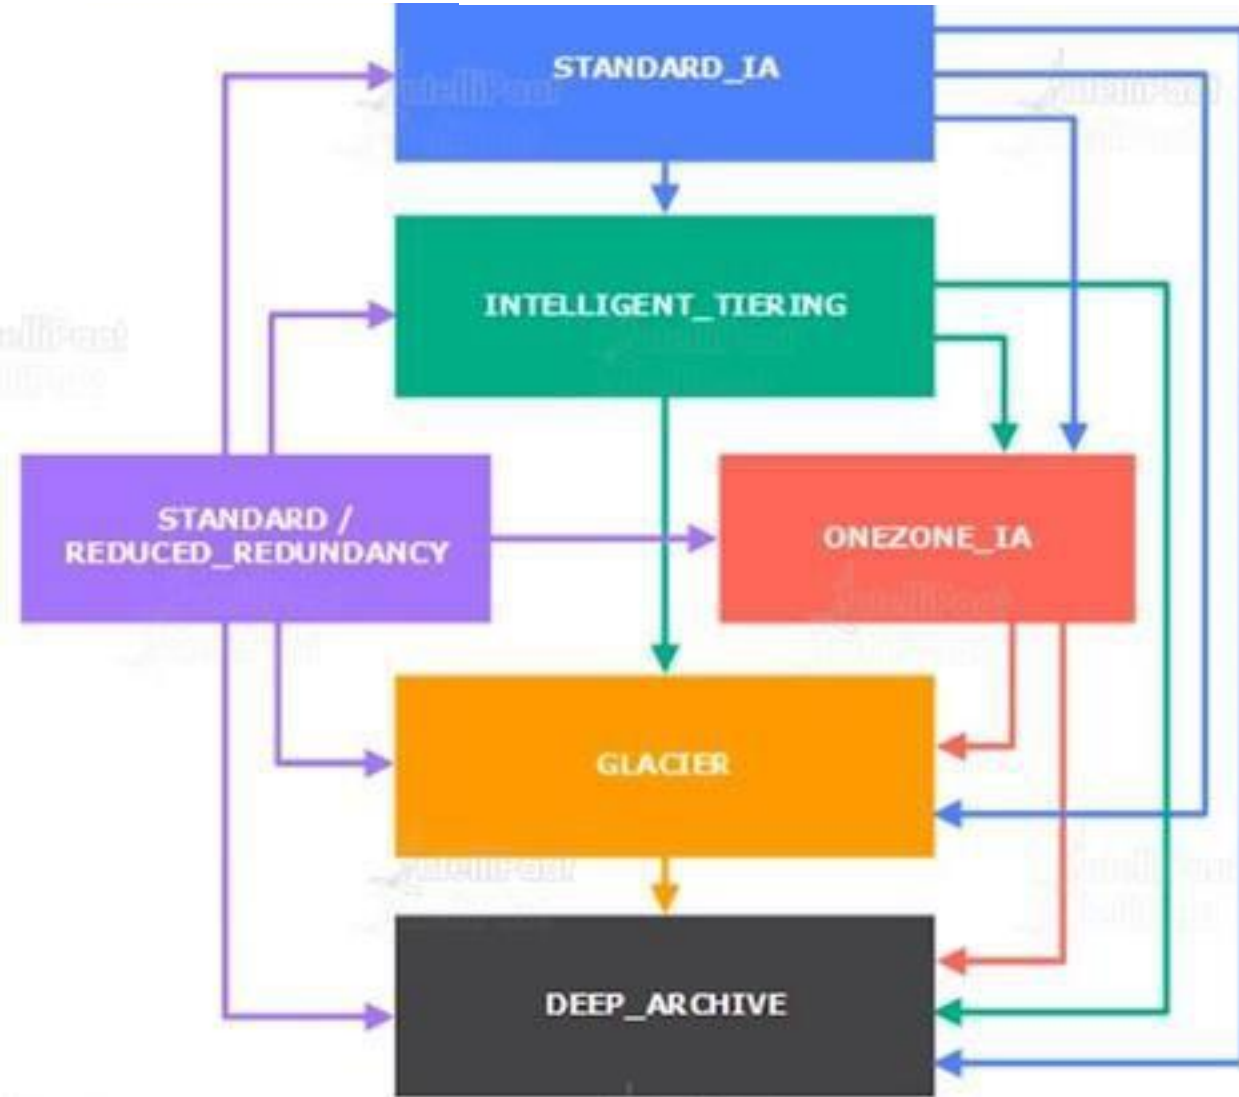 STANDARD_IA
INTELLIGENT_TIERING
STANDARD /
REDUCED_REDUNDANCY
ONEZONE_IA
GLACIER
DEEP_ARCHIVE